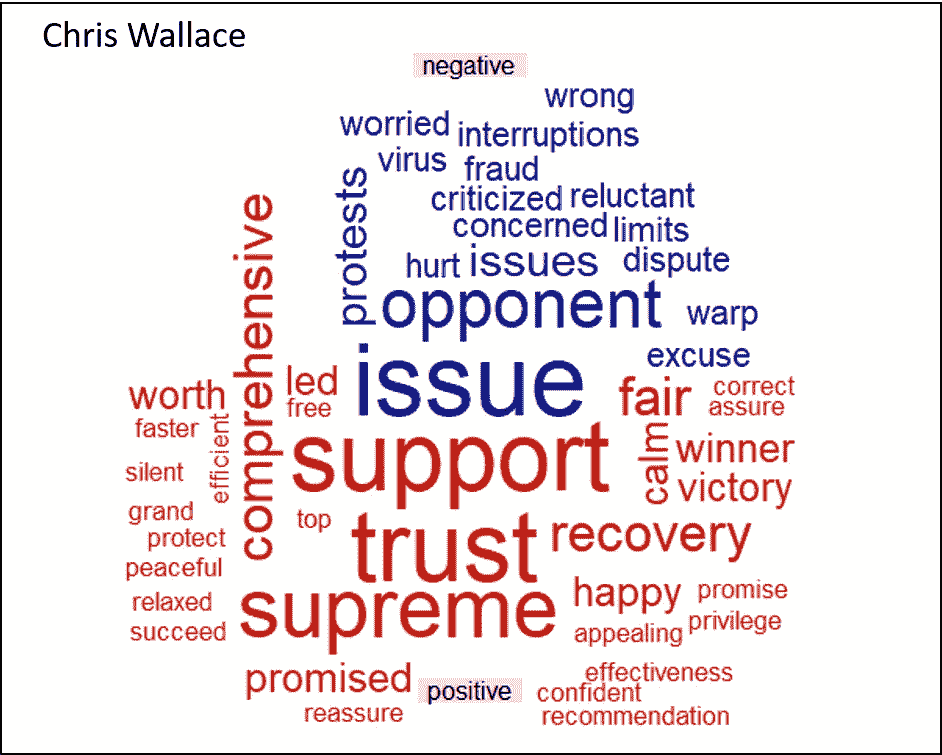 Chris Wallace
negative
wrong
worried interruptions
virus fraud
protests
criticized reluctant
concerned limits
hurt issues dispute
opponent warp
comprehensive
issue excuse
worth led free fair correct assure
faster efficient
support calm winner
silent victory
grand top trust recovery
protect
peaceful
relaxed supreme happy promise
succeed appealing privilege
promised positive effectiveness
confident
reassure recommendation